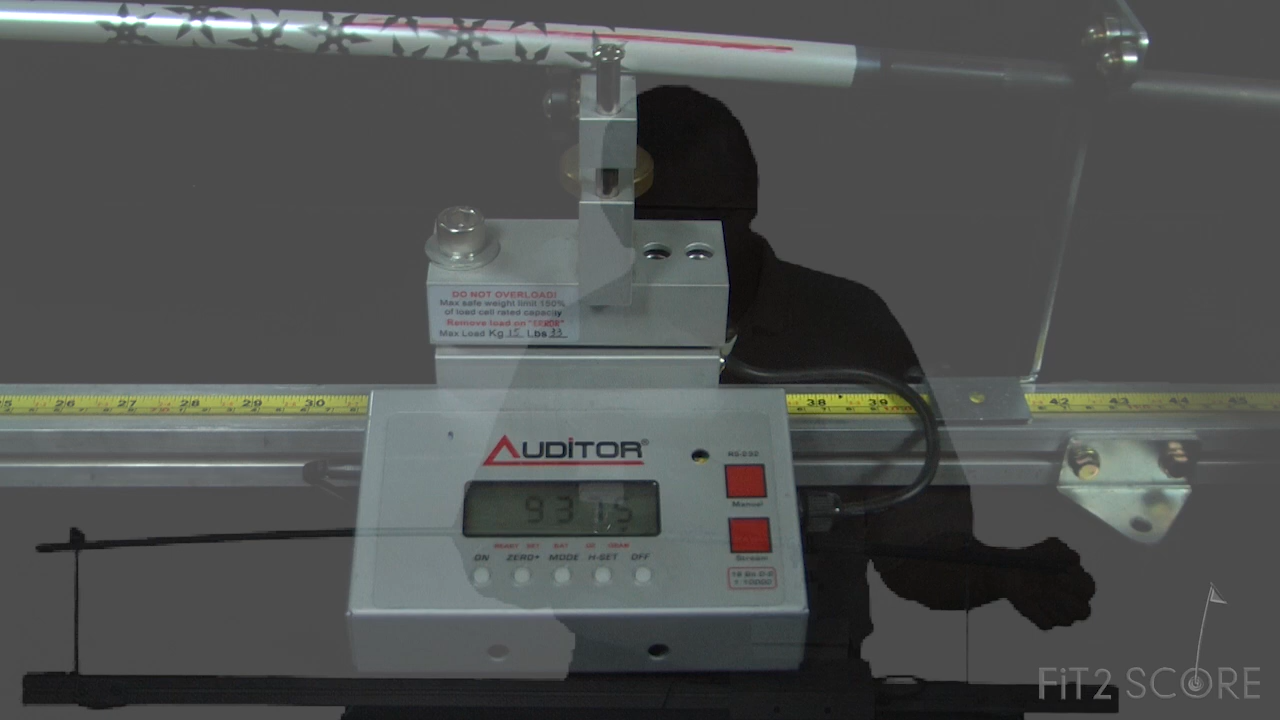 DO NOT OVERLOAD!
Max safe weight limit 150%
of load cell rated capacity
Remove load on "ERROR"
Max Load Kg 15 Lbs 33
26 27 28 29 30 38 39 42 43 44 45
AUDITOR®
RS-232
Manual
Stream
ON ZERO* MODE H-SET OFF
FiT2 SCORE